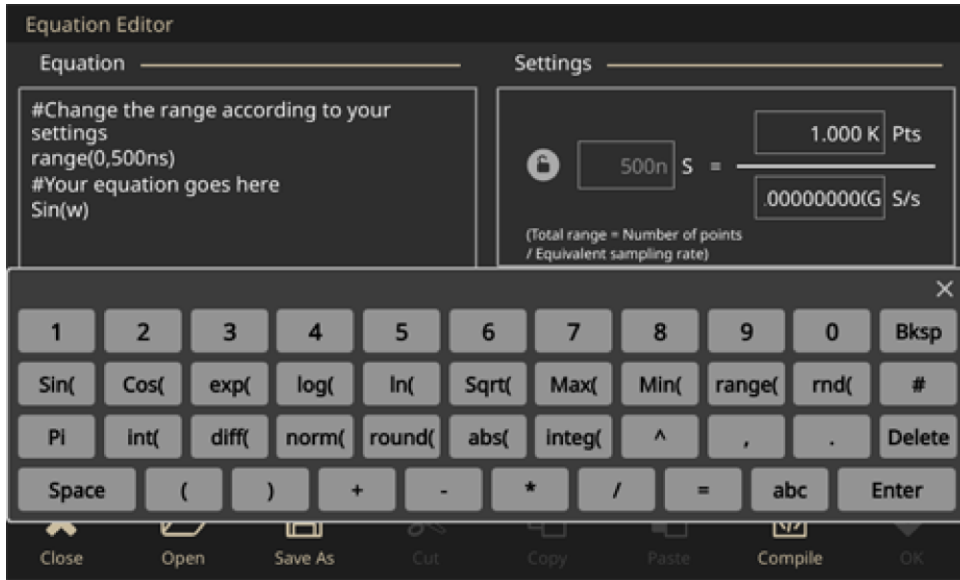 Equation Editor
Equation
Settings
#Change the range according to your
settings
range(0,500ns)
#Your equation goes here
Sin(w)
500n S = 1.000 K Pts
.00000000(G S/s
(Total range = Number of points
/ Equivalent sampling rate)
1 2 3 4 5 6 7 8 9 0 Bksp
Sin( Cos( exp( log( ln( Sqrt( Max( Min( range( rnd( #
Pi int( diff( norm( round( abs( integ( ^ , . Delete
Space ( ) + - * / = abc Enter
Close Open Save As Cut Copy Paste Compile OK